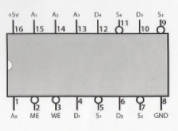 +5V A₁ A₂ A₃ D₄ S₄ D₃ S₃
16 15 14 13 12 11 10 9
1 2 3 4 5 6 7 8
A₀ ME WE D₁ S₁ D₂ S₂ GND